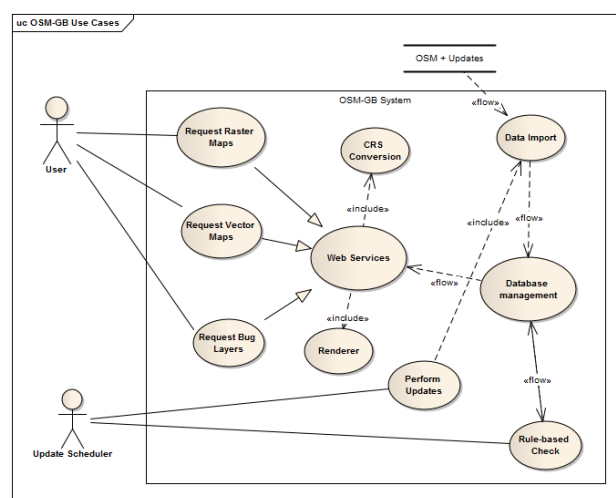 uc OSM-GB Use Cases
OSM + Updates
OSM-GB System
«flow»
Request Raster
Maps
Data Import
CRS
Conversion
User
«include»
«include»
«flow»
Request Vector
Maps
Web Services
Database
management
«flow»
«include»
Request Bug
Layers
Renderer
Perform
Updates
«flow»
Update Scheduler
Rule-based
Check